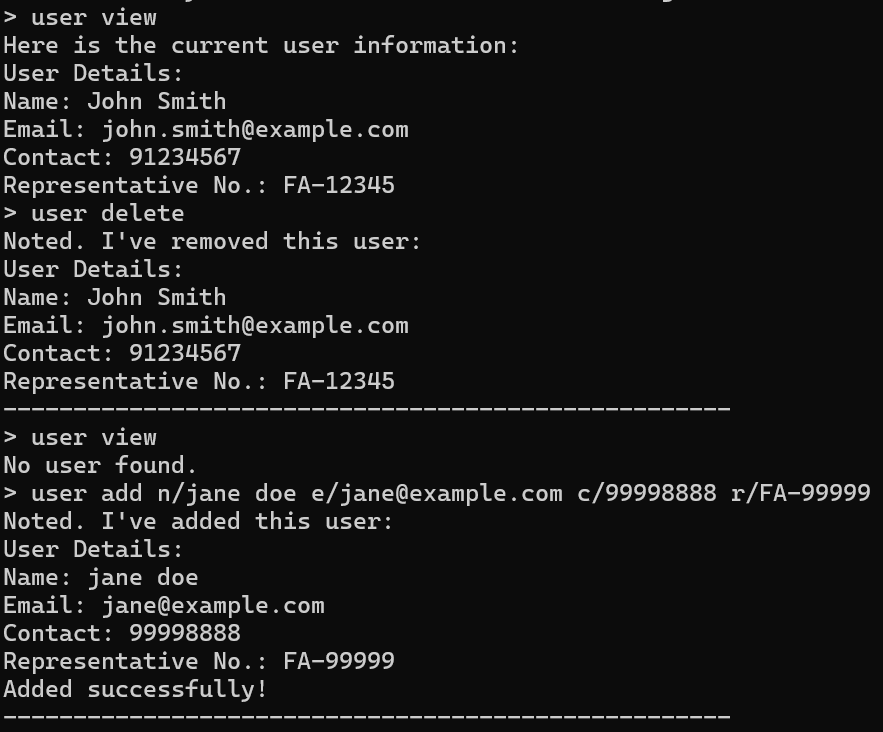 > user view
Here is the current user information:
User Details:
Name: John Smith
Email: john.smith@example.com
Contact: 91234567
Representative No.: FA-12345
> user delete
Noted. I've removed this user:
User Details:
Name: John Smith
Email: john.smith@example.com
Contact: 91234567
Representative No.: FA-12345
----------------------------------------------------
> user view
No user found.
> user add n/jane doe e/jane@example.com c/99998888 r/FA-99999
Noted. I've added this user:
User Details:
Name: jane doe
Email: jane@example.com
Contact: 99998888
Representative No.: FA-99999
Added successfully!
----------------------------------------------------